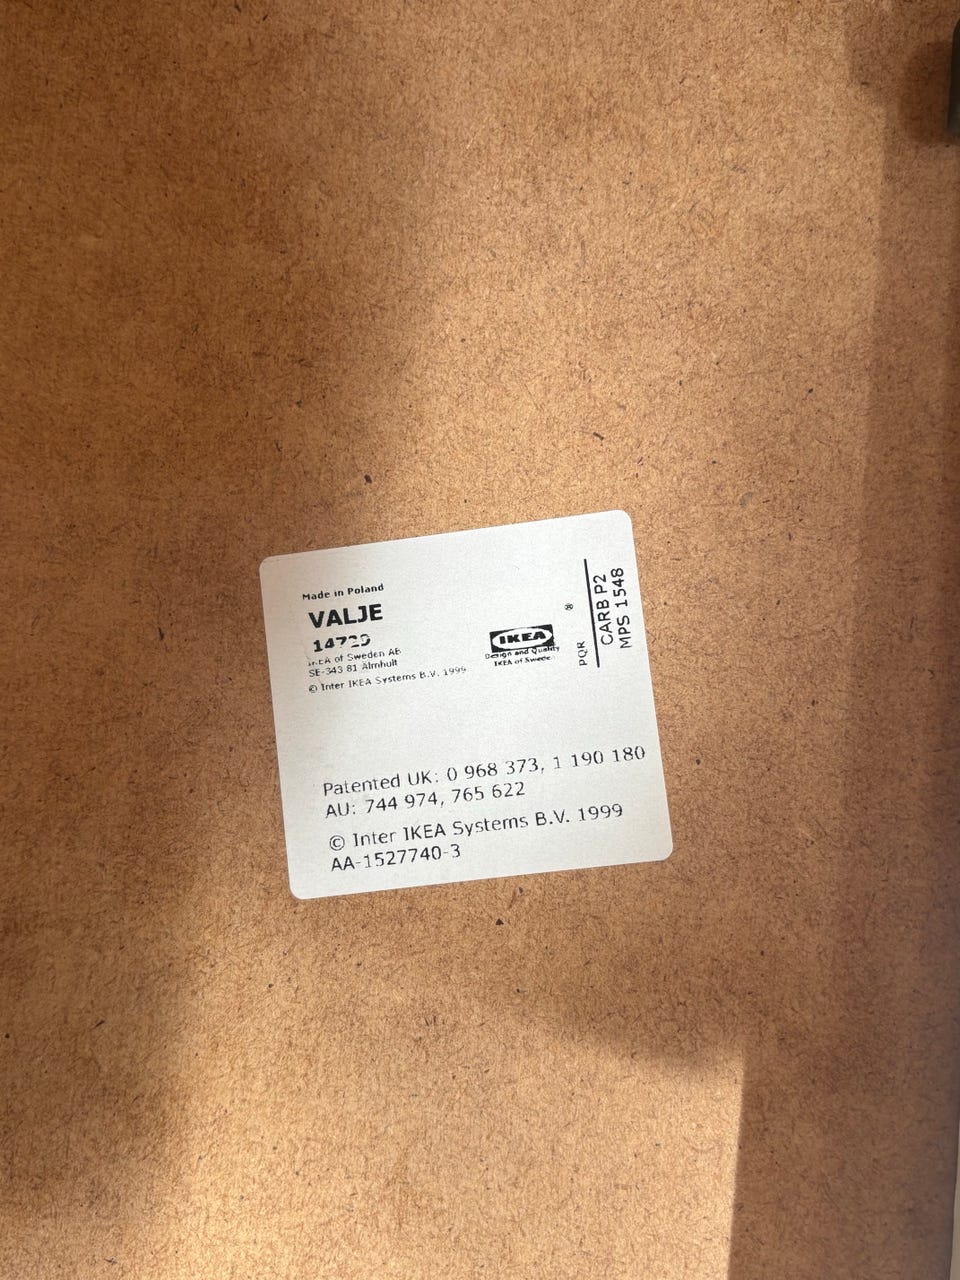 Made in Poland
VALJE
IKEA of Sweden AB
SE-343 81 Älmhult
© Inter IKEA Systems B.V. 1999
IKEA
®
Design and Quality
IKEA of Sweden
PQR
CARB P2
MPS 1548
Patented UK: 0 968 373, 1 190 180
AU: 744 974, 765 622
© Inter IKEA Systems B.V. 1999
AA-1527740-3